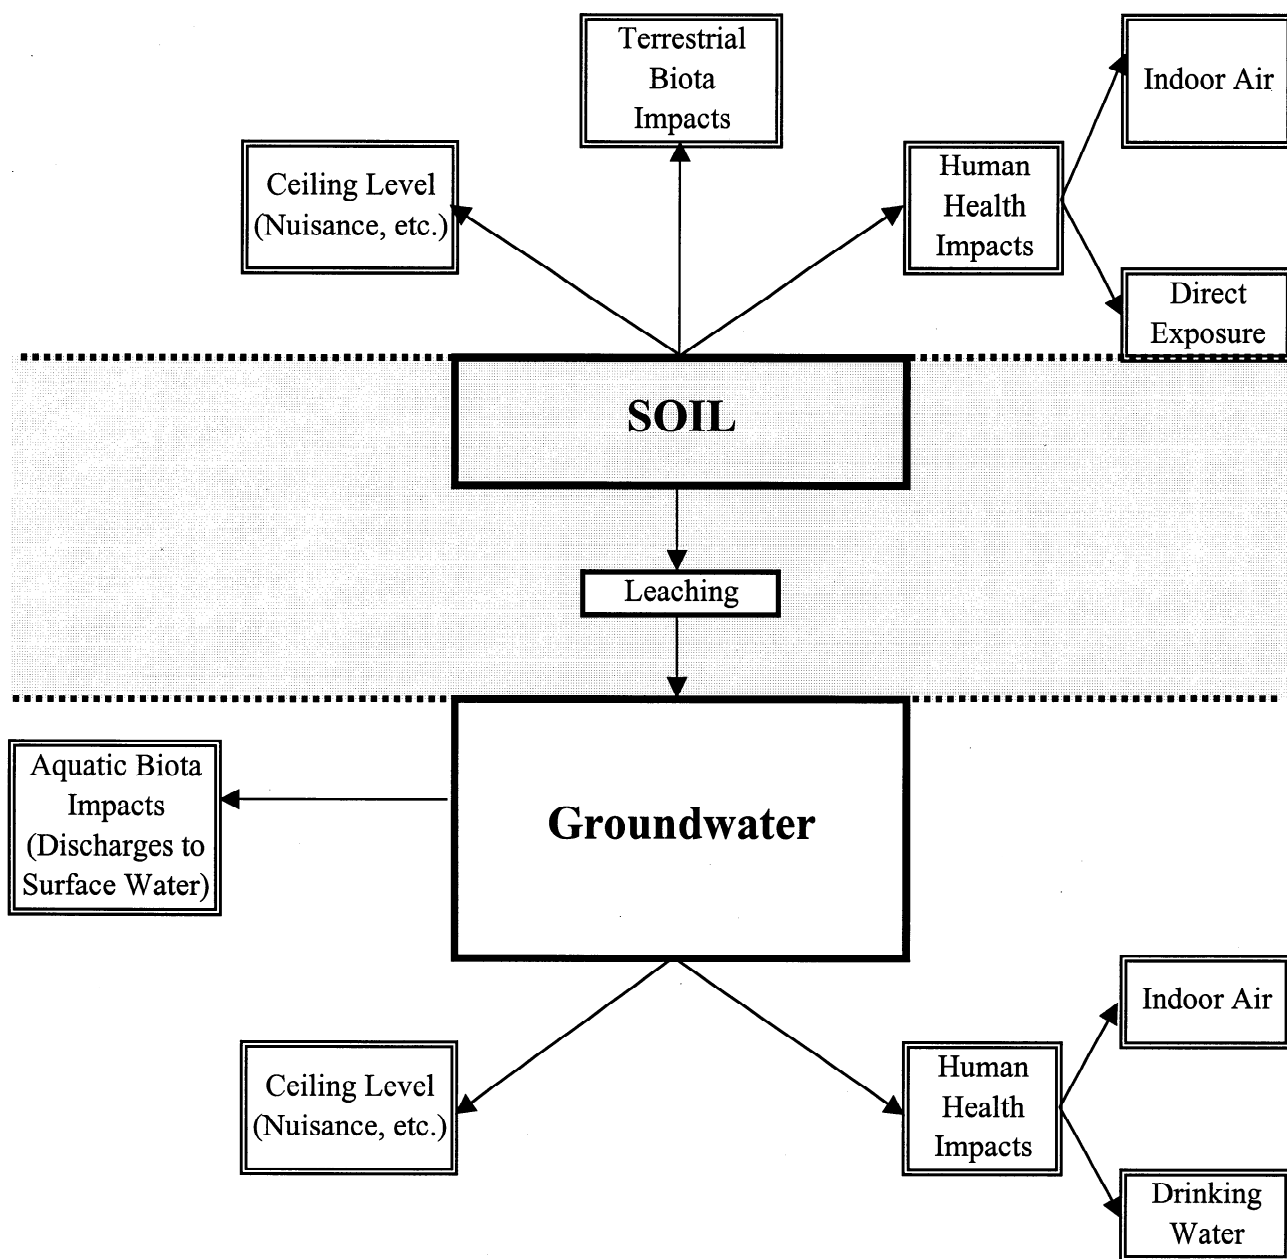 Terrestrial
Biota
Impacts
Indoor Air
Ceiling Level
(Nuisance, etc.)
Human
Health
Impacts
Direct
Exposure
SOIL
Leaching
Aquatic Biota
Impacts
(Discharges to
Surface Water)
Groundwater
Indoor Air
Ceiling Level
(Nuisance, etc.)
Human
Health
Impacts
Drinking
Water